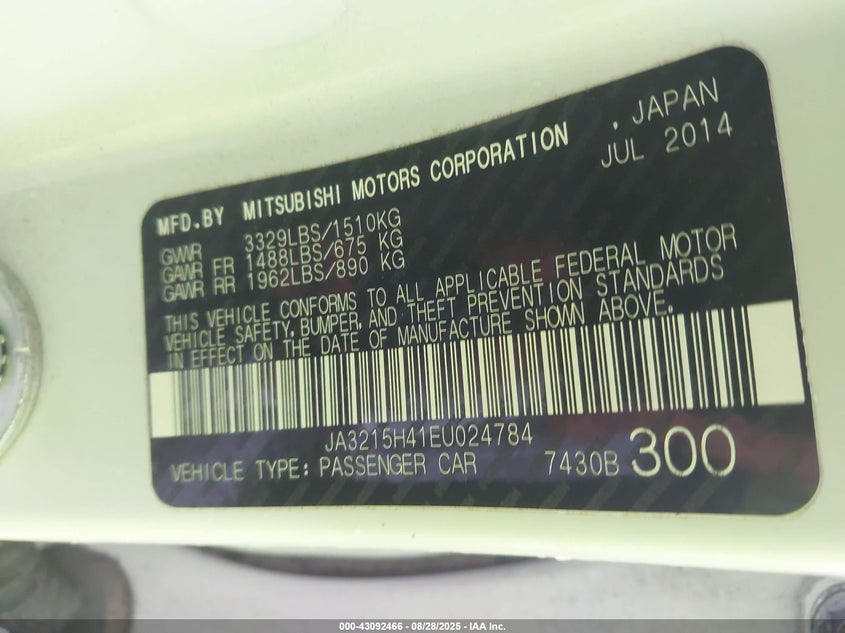 . JAPAN
MFD.BY MITSUBISHI MOTORS CORPORATION JUL 2014
GWWR 3329LBS/1510KG
GAWR FR 1488LBS/675 KG
GAWR RR 1962LBS/890 KG
THIS VEHICLE CONFORMS TO ALL APPLICABLE FEDERAL MOTOR
VEHICLE SAFETY, BUMPER, AND THEFT PREVENTION STANDARDS
IN EFFECT ON THE DATE OF MANUFACTURE SHOWN ABOVE.
JA3215H41EU024784
VEHICLE TYPE: PASSENGER CAR 7430B 300
000-43092466 - 08/28/2025 - IAA Inc.